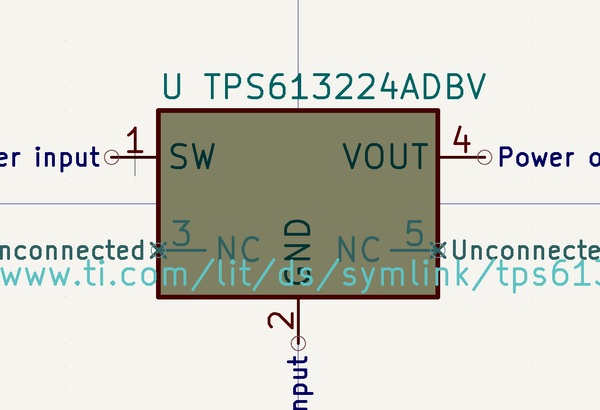 U TPS613224ADBV
er input 1 SW VOUT 4 Power o
nconnected 3 NC GND NC 5 Unconnecte
www.ti.com/lit/ds/symlink/tps613
2
nput